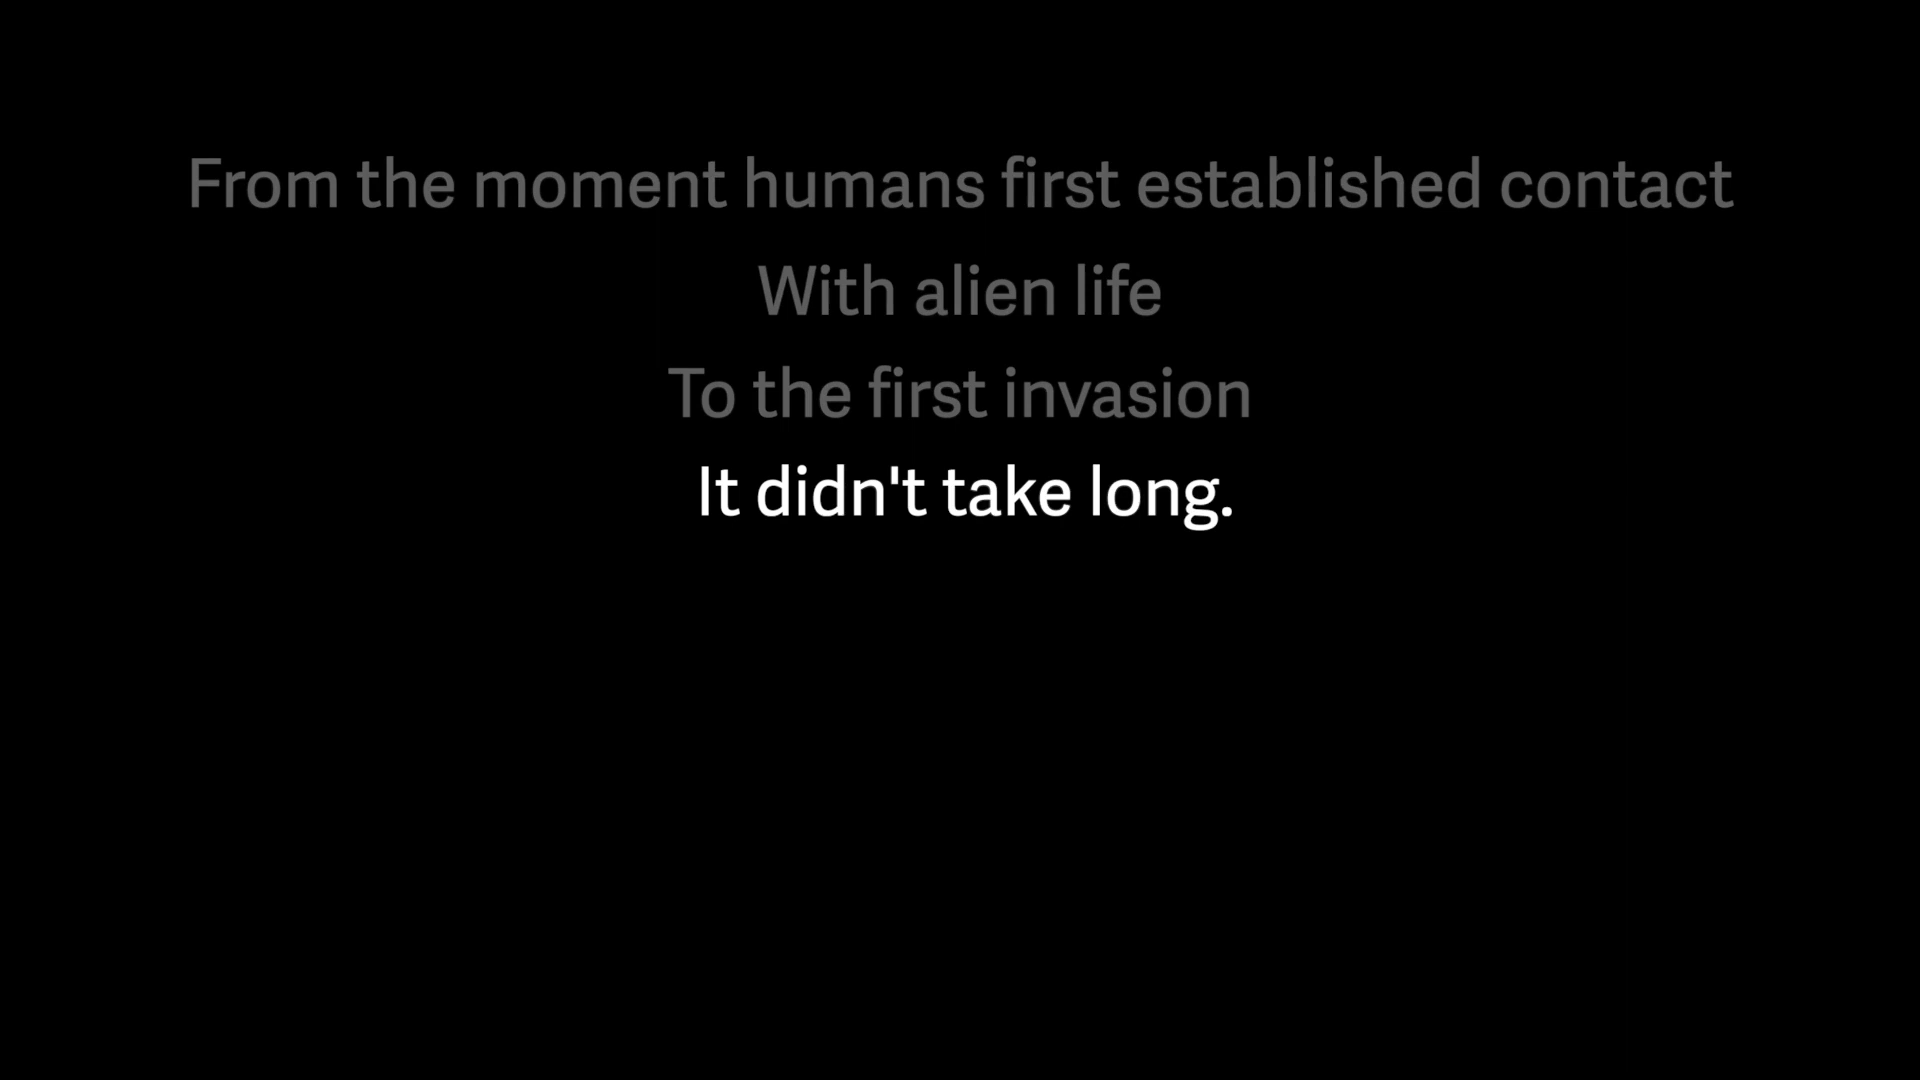 From the moment humans first established contact
With alien life
To the first invasion
It didn't take long.